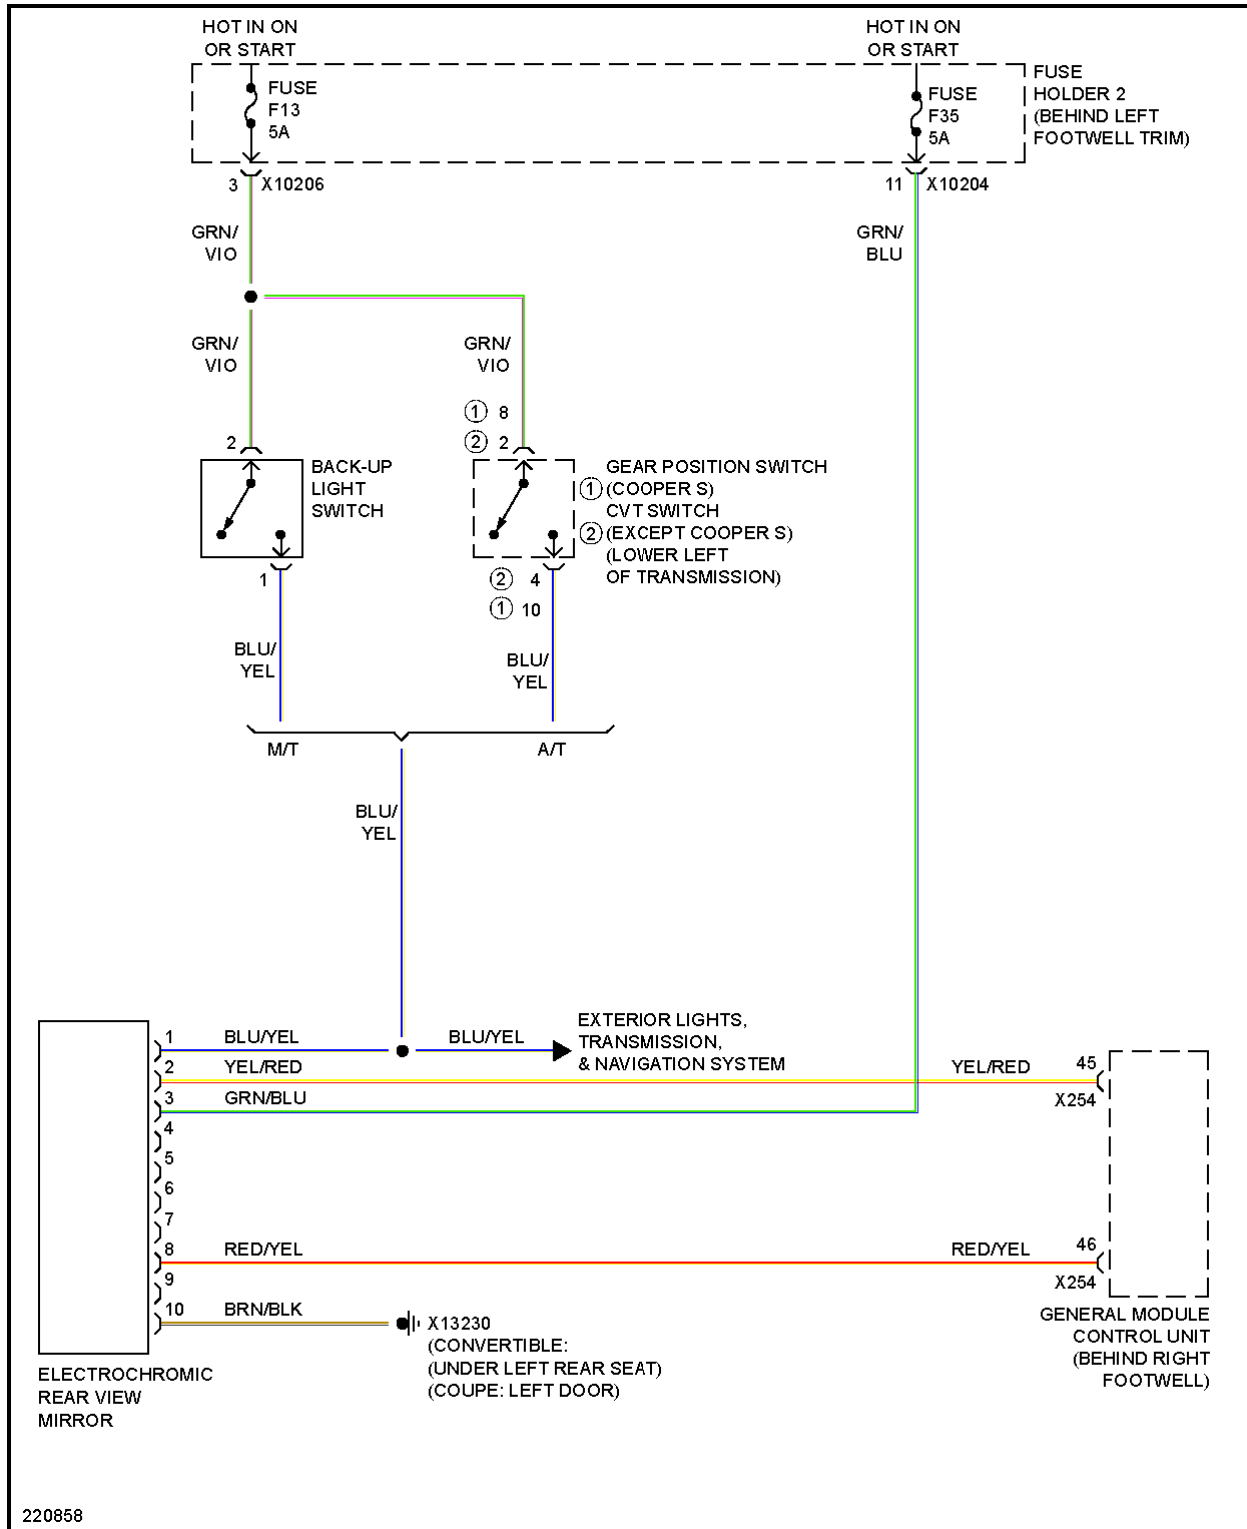 HOT IN ON
OR START
HOT IN ON
OR START
FUSE
F13
5A
FUSE
F35
5A
FUSE
HOLDER 2
(BEHIND LEFT
FOOTWELL TRIM)
3 X10206
11 X10204
GRN/
VIO
GRN/
BLU
GRN/
VIO
GRN/
VIO
1 8
2 2
2
BACK-UP
LIGHT
SWITCH
GEAR POSITION SWITCH
1 (COOPER S)
CVT SWITCH
2 (EXCEPT COOPER S)
(LOWER LEFT
OF TRANSMISSION)
1
2 4
1 10
BLU/
YEL
BLU/
YEL
M/T
A/T
BLU/
YEL
1 BLU/YEL
BLU/YEL
EXTERIOR LIGHTS,
TRANSMISSION,
& NAVIGATION SYSTEM
2 YEL/RED
YEL/RED 45
X254
3 GRN/BLU
4
5
6
7
8 RED/YEL
RED/YEL 46
X254
9
10 BRN/BLK
X13230
(CONVERTIBLE:
(UNDER LEFT REAR SEAT)
(COUPE: LEFT DOOR)
GENERAL MODULE
CONTROL UNIT
(BEHIND RIGHT
FOOTWELL)
ELECTROCHROMIC
REAR VIEW
MIRROR
220858